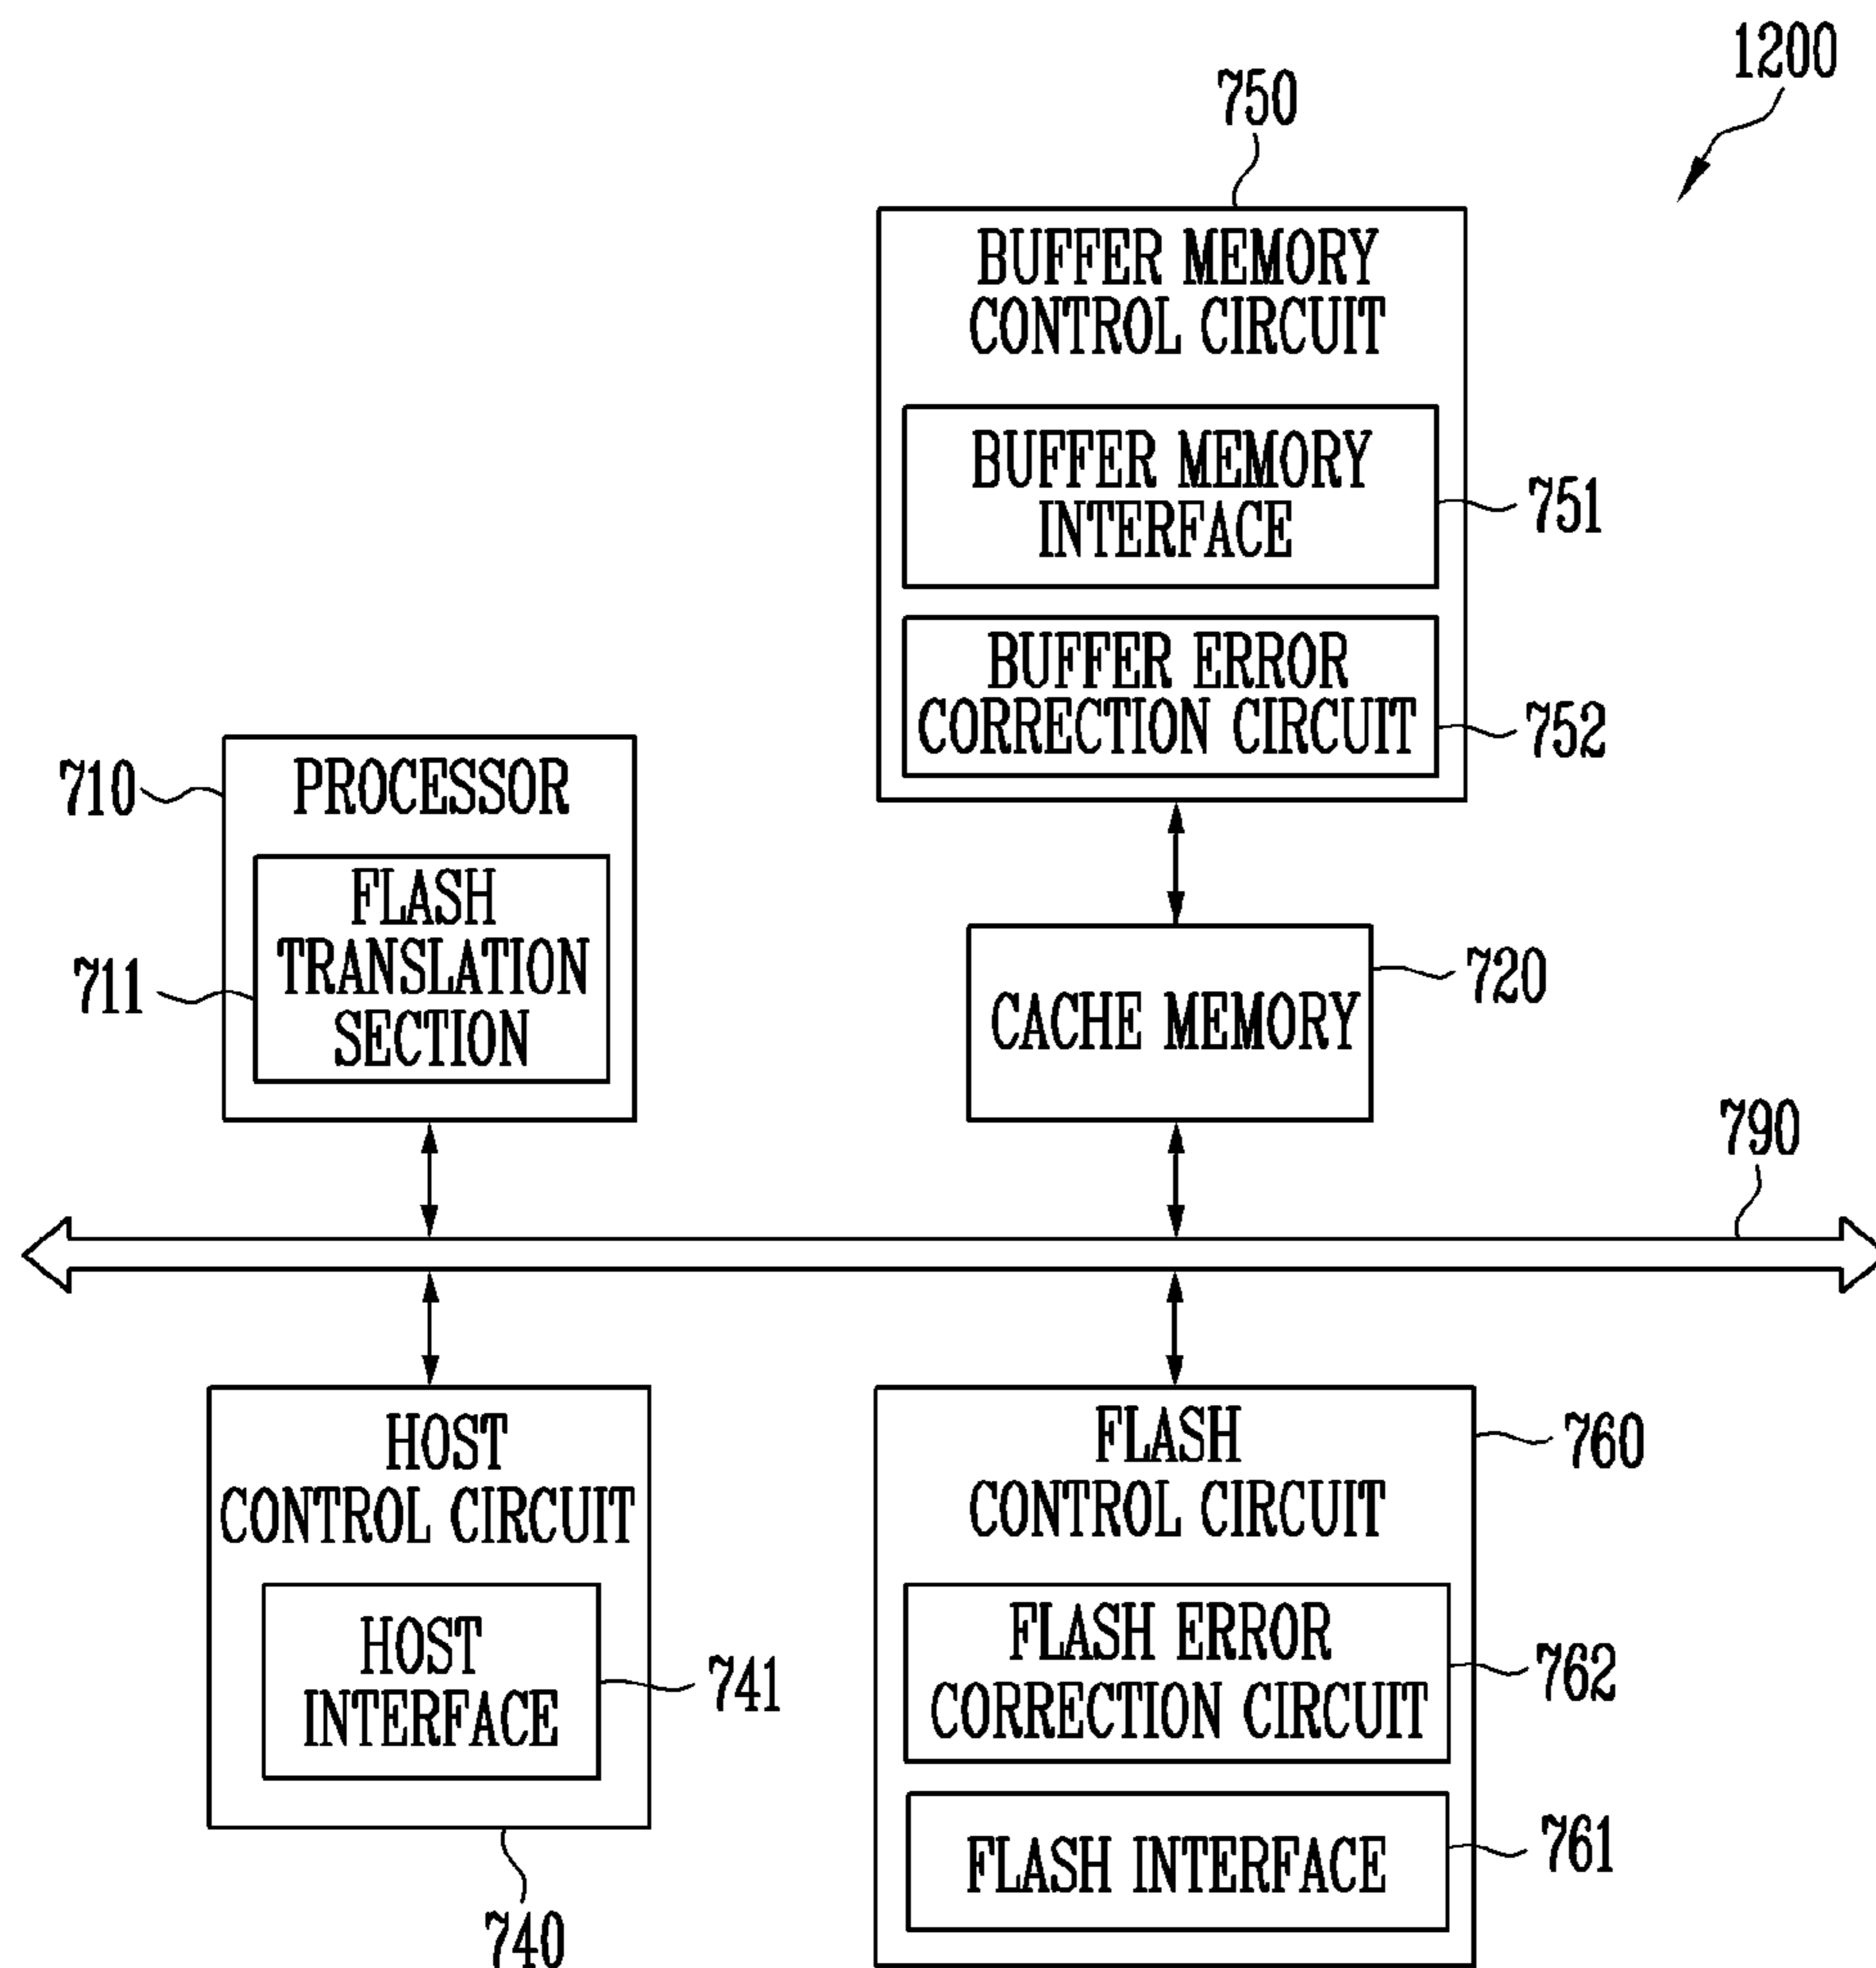 1200
750
BUFFER MEMORY
CONTROL CIRCUIT
BUFFER MEMORY
INTERFACE
751
BUFFER ERROR
CORRECTION CIRCUIT
752
710
PROCESSOR
FLASH
TRANSLATION
SECTION
711
720
CACHE MEMORY
790
HOST
CONTROL CIRCUIT
HOST
INTERFACE
741
740
FLASH
CONTROL CIRCUIT
760
FLASH ERROR
CORRECTION CIRCUIT
762
FLASH INTERFACE
761